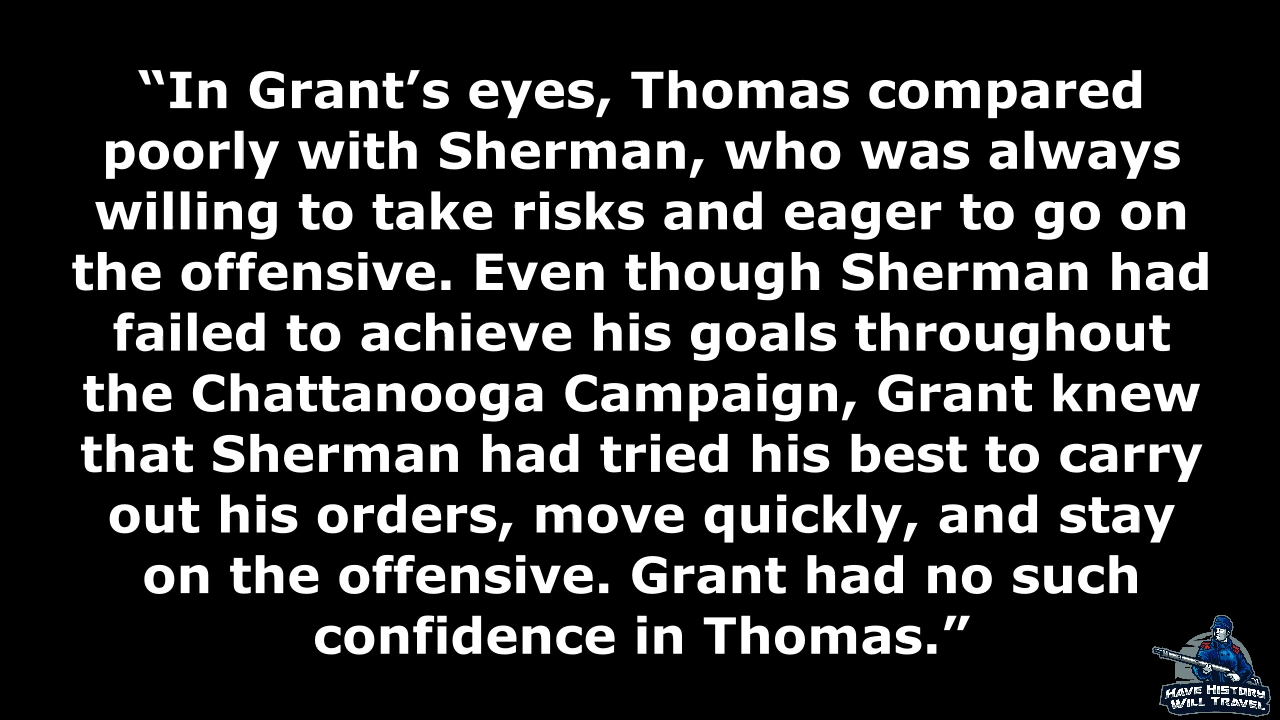 “In Grant’s eyes, Thomas compared
poorly with Sherman, who was always
willing to take risks and eager to go on
the offensive. Even though Sherman had
failed to achieve his goals throughout
the Chattanooga Campaign, Grant knew
that Sherman had tried his best to carry
out his orders, move quickly, and stay
on the offensive. Grant had no such
confidence in Thomas.”
HAVE HISTORY
WILL TRAVEL